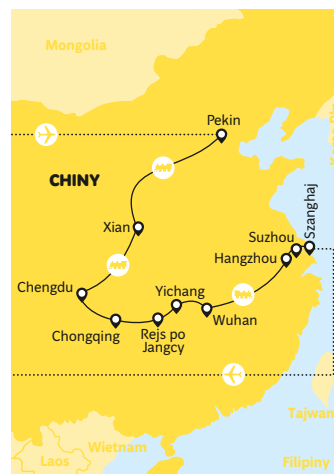 Mongolia
Pekin
CHINY
Xian
Szanghaj
Suzhou
Hangzhou
Chengdu
Yichang
Wuhan
Chongqing
Rejs po
Jangcy
Tajwan
Wietnam
Laos
Filipiny